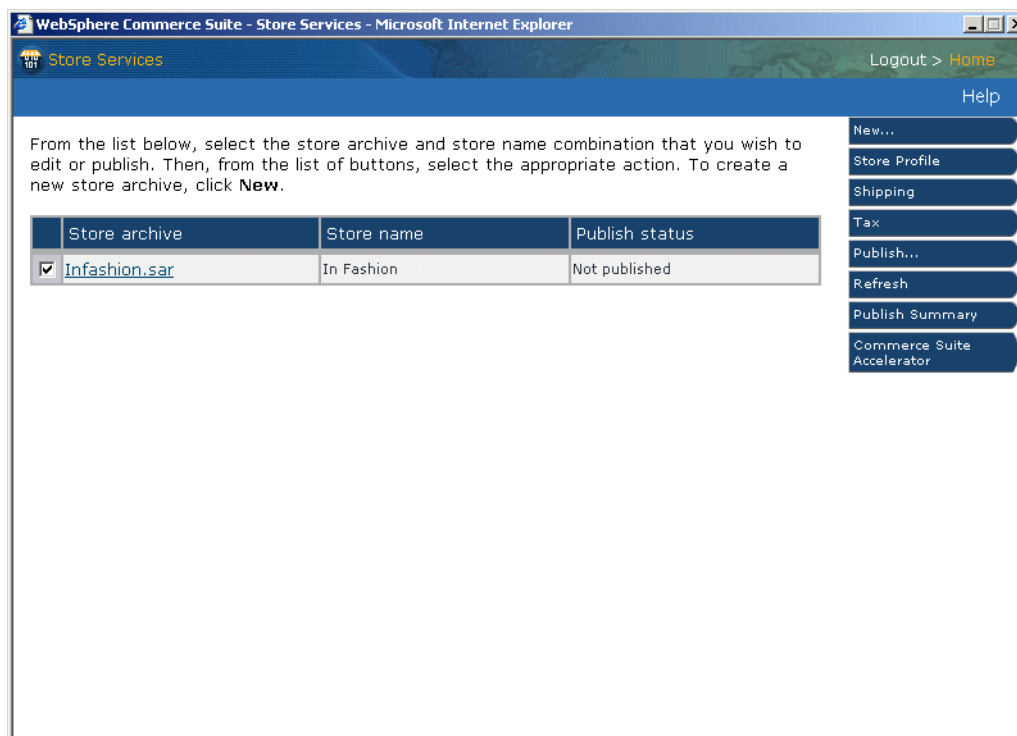 WebSphere Commerce Suite - Store Services - Microsoft Internet Explorer
Store Services
Logout > Home
Help
From the list below, select the store archive and store name combination that you wish to
edit or publish. Then, from the list of buttons, select the appropriate action. To create a
new store archive, click New.
Store archive Store name Publish status
Infashion.sar In Fashion Not published
New...
Store Profile
Shipping
Tax
Publish...
Refresh
Publish Summary
Commerce Suite
Accelerator